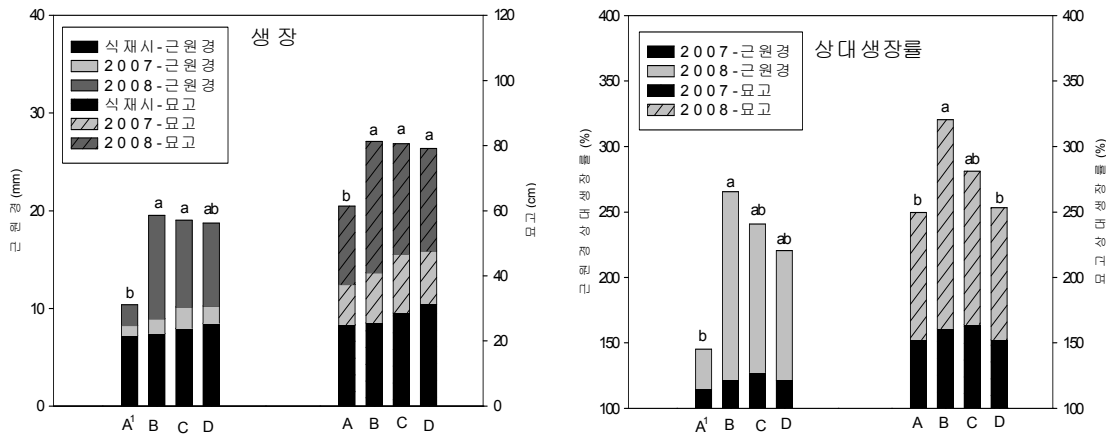 생 장
식재시-근원경
2007-근원경
2008-근원경
식재시-묘고
2007-묘고
2008-묘고
근 원 경 (mm)
40
30
20
10
0
묘고 (cm)
120
100
80
60
40
20
0
b a a ab
b a a a
A¹ B C D
A B C D
상대생장률
2007-근원경
2008-근원경
2007-묘고
2008-묘고
근 원 경 상 대 생 장 률 (%)
400
350
300
250
200
150
100
묘 고 상 대 생 장 률 (%)
400
350
300
250
200
150
100
b a ab ab
b a ab b
A¹ B C D
A B C D